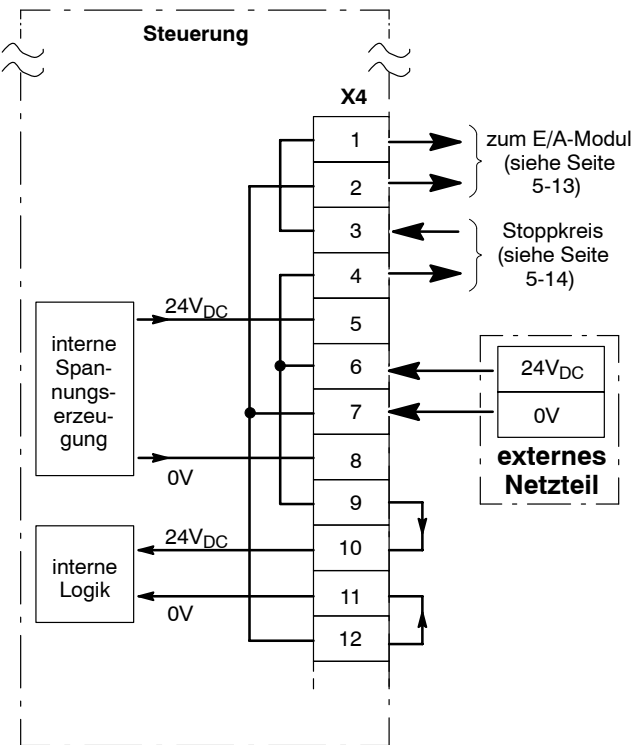 Steuerung
X4
1
2
3
4
5
6
7
8
9
10
11
12
zum E/A-Modul
(siehe Seite
5-13)
Stoppkreis
(siehe Seite
5-14)
interne
Span-
nungs-
erzeu-
gung
24VDC
0V
24VDC
0V
externes
Netzteil
interne
Logik
24VDC
0V